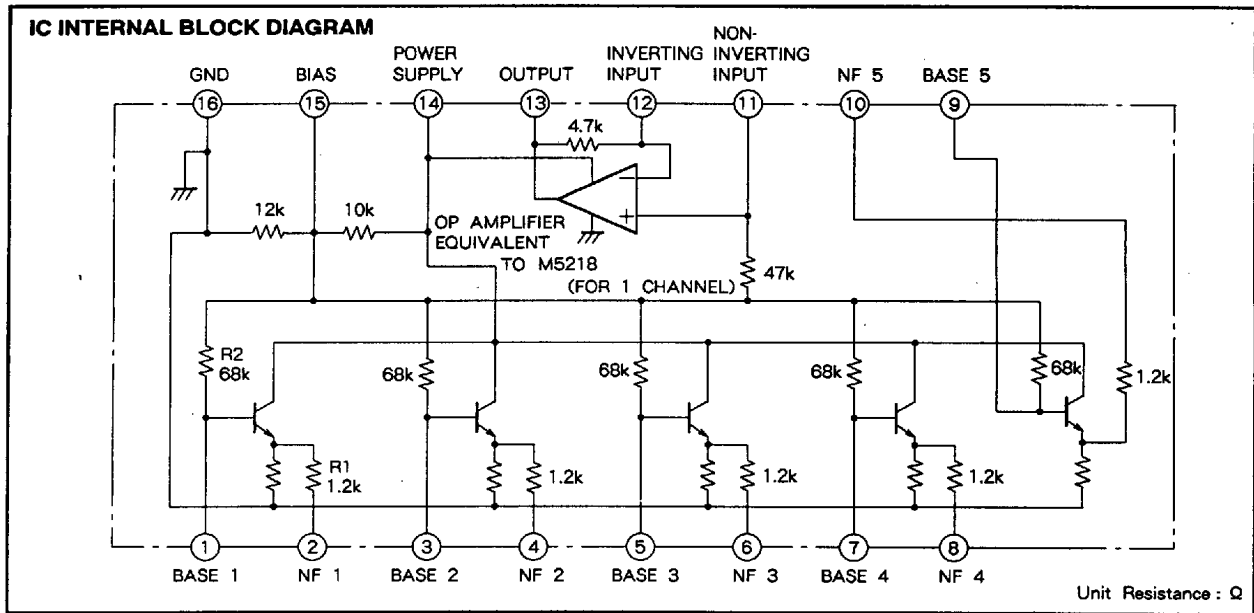 IC INTERNAL BLOCK DIAGRAM
GND
BIAS
POWER
SUPPLY
OUTPUT
INVERTING
INPUT
NON-
INVERTING
INPUT
NF 5
BASE 5
16
15
14
13
12
11
10
9
4.7k
12k
10k
OP AMPLIFIER
EQUIVALENT
TO M5218
(FOR 1 CHANNEL)
47k
R2
68k
68k
68k
68k
68k
1.2k
R1
1.2k
1.2k
1.2k
1.2k
1
2
3
4
5
6
7
8
BASE 1
NF 1
BASE 2
NF 2
BASE 3
NF 3
BASE 4
NF 4
Unit Resistance : Ω